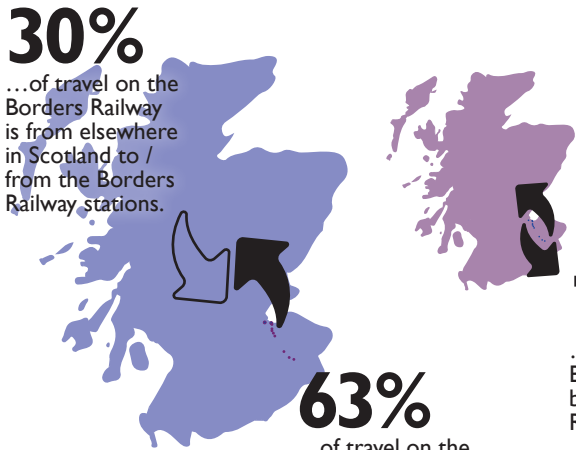 30%
…of travel on the
Borders Railway
is from elsewhere
in Scotland to /
from the Borders
Railway stations.
63%
of travel on the